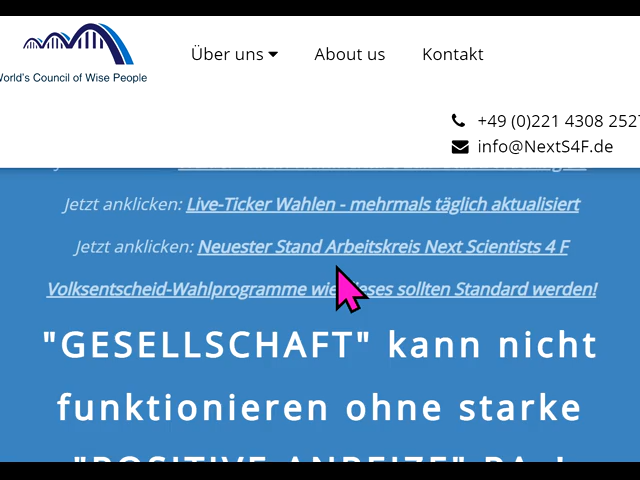 Über uns About us Kontakt
World's Council of Wise People
+49 (0)221 4308 252
info@NextS4F.de
Jetzt anklicken: Live-Ticker Wahlen - mehrmals täglich aktualisiert
Jetzt anklicken: Neuester Stand Arbeitskreis Next Scientists 4 F
Volksentscheid-Wahlprogramme wie dieses sollten Standard werden!
"GESELLSCHAFT" kann nicht
funktionieren ohne starke
"POSITIVE ANREIZE"